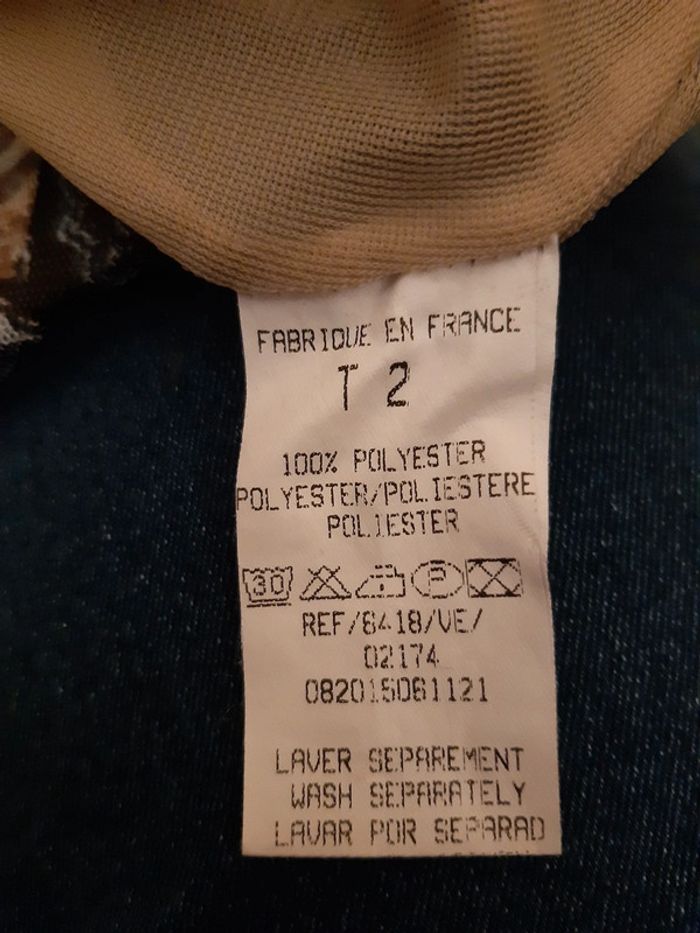 FABRIQUE EN FRANCE
T 2
100% POLYESTER
POLYESTER/POLIESTERE
POLIESTER
30 P
REF/6418/VE/
02174
082015061121
LAVER SEPAREMENT
WASH SEPARATELY
LAVAR POR SEPARAD